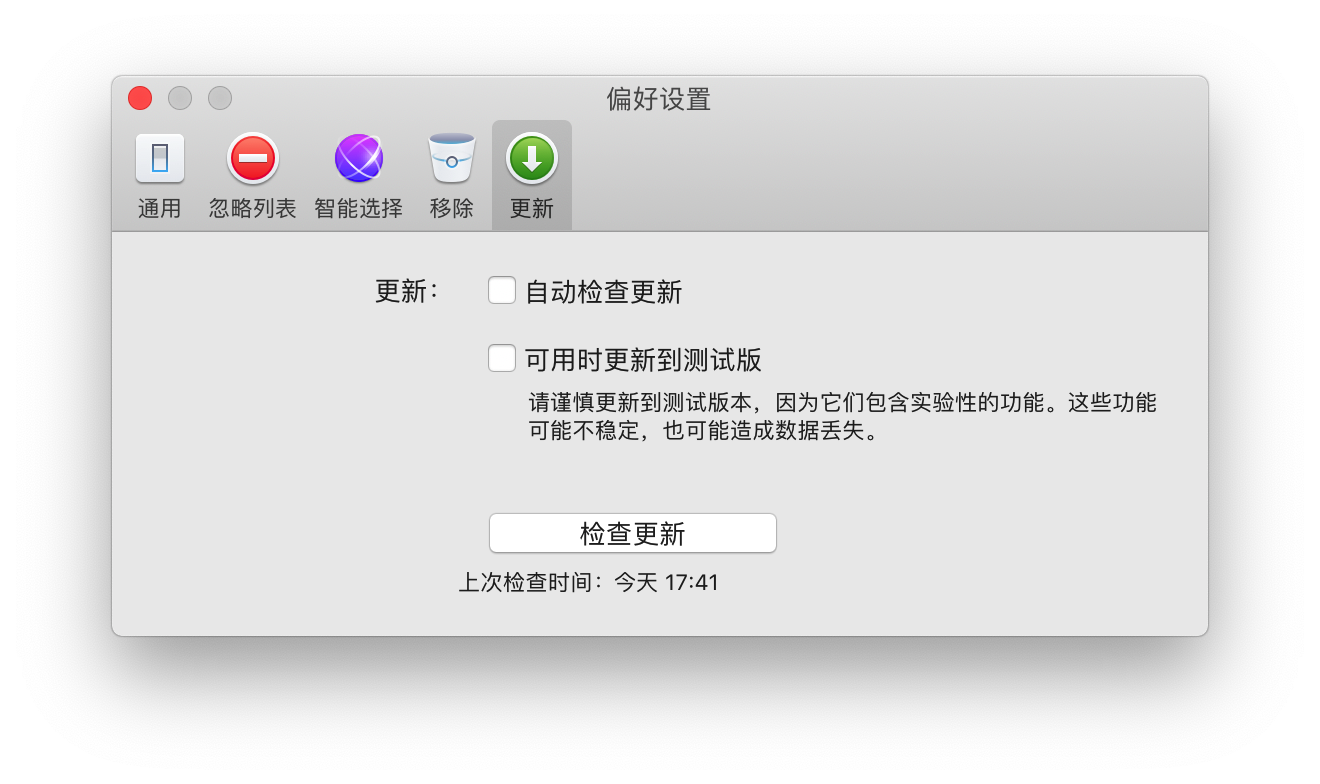 偏好设置
通用 忽略列表 智能选择 移除 更新
更新： 自动检查更新
可用时更新到测试版
请谨慎更新到测试版本，因为它们包含实验性的功能。这些功能
可能不稳定，也可能造成数据丢失。
检查更新
上次检查时间：今天 17:41